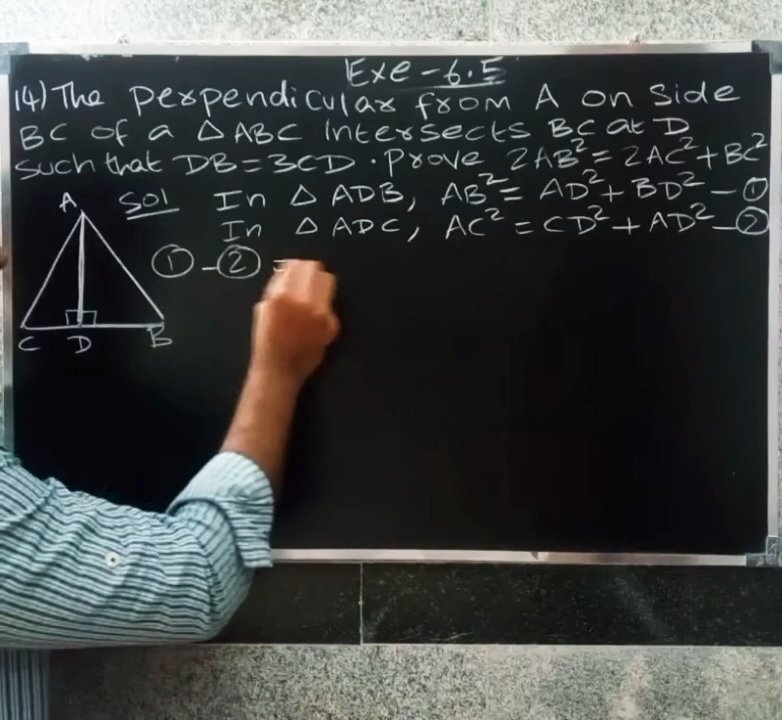 Exe-6.5
14) The perpendicular from A on side
BC of a △ABC Intersects BC at D
such that DB=3CD. Prove 2AB²=2AC²+BC²
Sol In △ADB, AB²=AD²+BD²-①
In △ADC, AC²=CD²+AD²-②
①-②
A
C D B